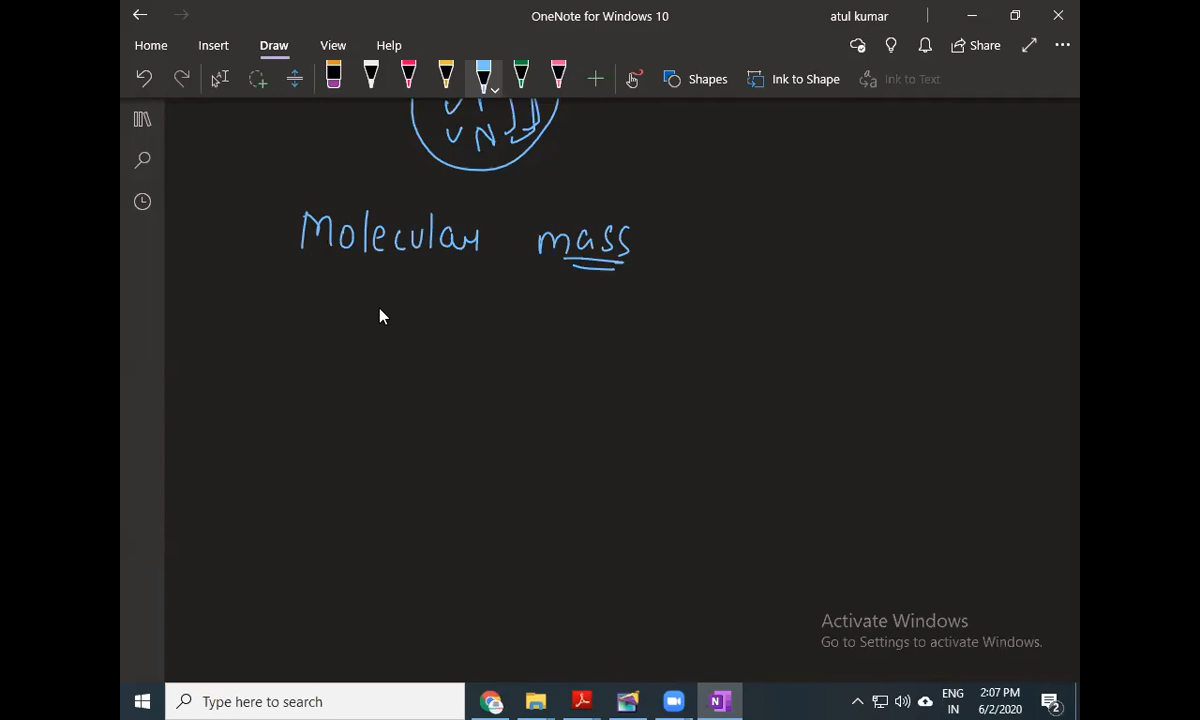 OneNote for Windows 10
atul kumar
Home Insert Draw View Help
Share
Shapes
Ink to Shape
Ink to Text
v N
Molecular mass
Activate Windows
Go to Settings to activate Windows.
Type here to search
N
ENG
IN
2:07 PM
6/2/2020
2